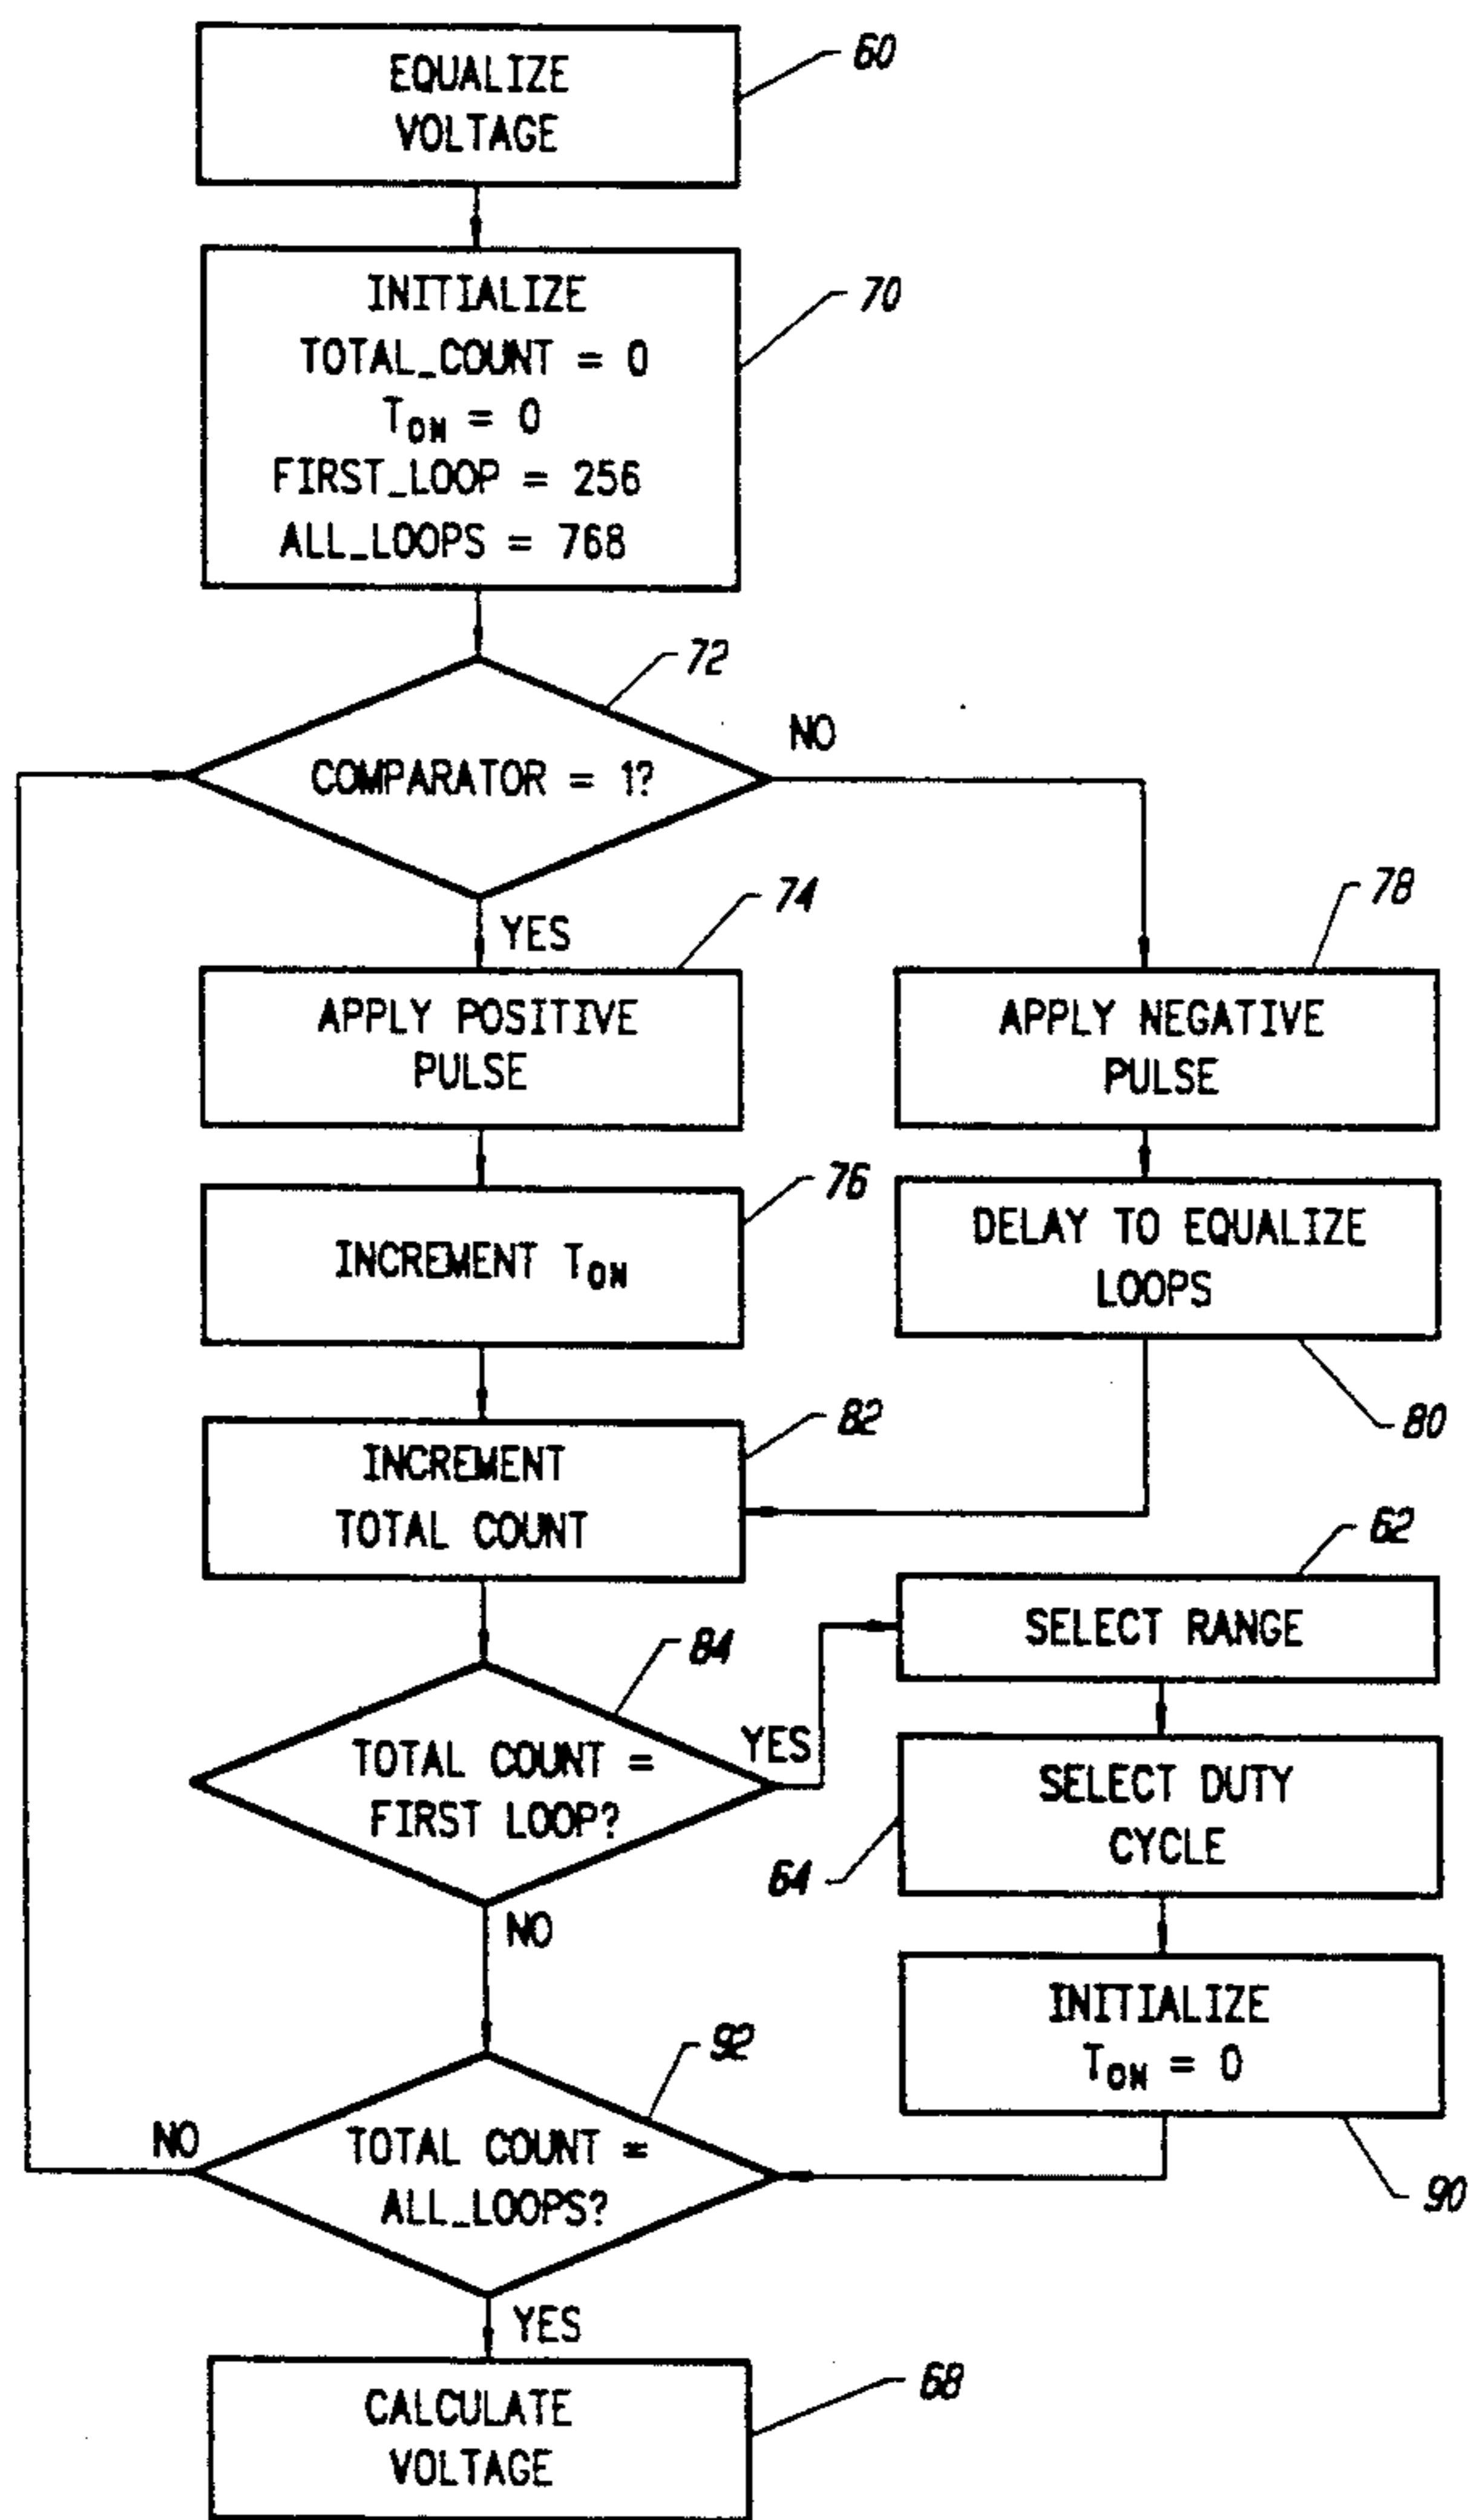 EQUALIZE
VOLTAGE
60
INITIALIZE
TOTAL_COUNT = 0
TON = 0
FIRST_LOOP = 256
ALL_LOOPS = 768
70
72
COMPARATOR = 1?
NO
YES
74
APPLY POSITIVE
PULSE
78
APPLY NEGATIVE
PULSE
76
INCREMENT TON
DELAY TO EQUALIZE
LOOPS
80
82
INCREMENT
TOTAL COUNT
62
SELECT RANGE
84
TOTAL COUNT =
FIRST LOOP?
YES
NO
SELECT DUTY
CYCLE
64
INITIALIZE
TON = 0
90
92
TOTAL COUNT =
ALL_LOOPS?
NO
YES
CALCULATE
VOLTAGE
68